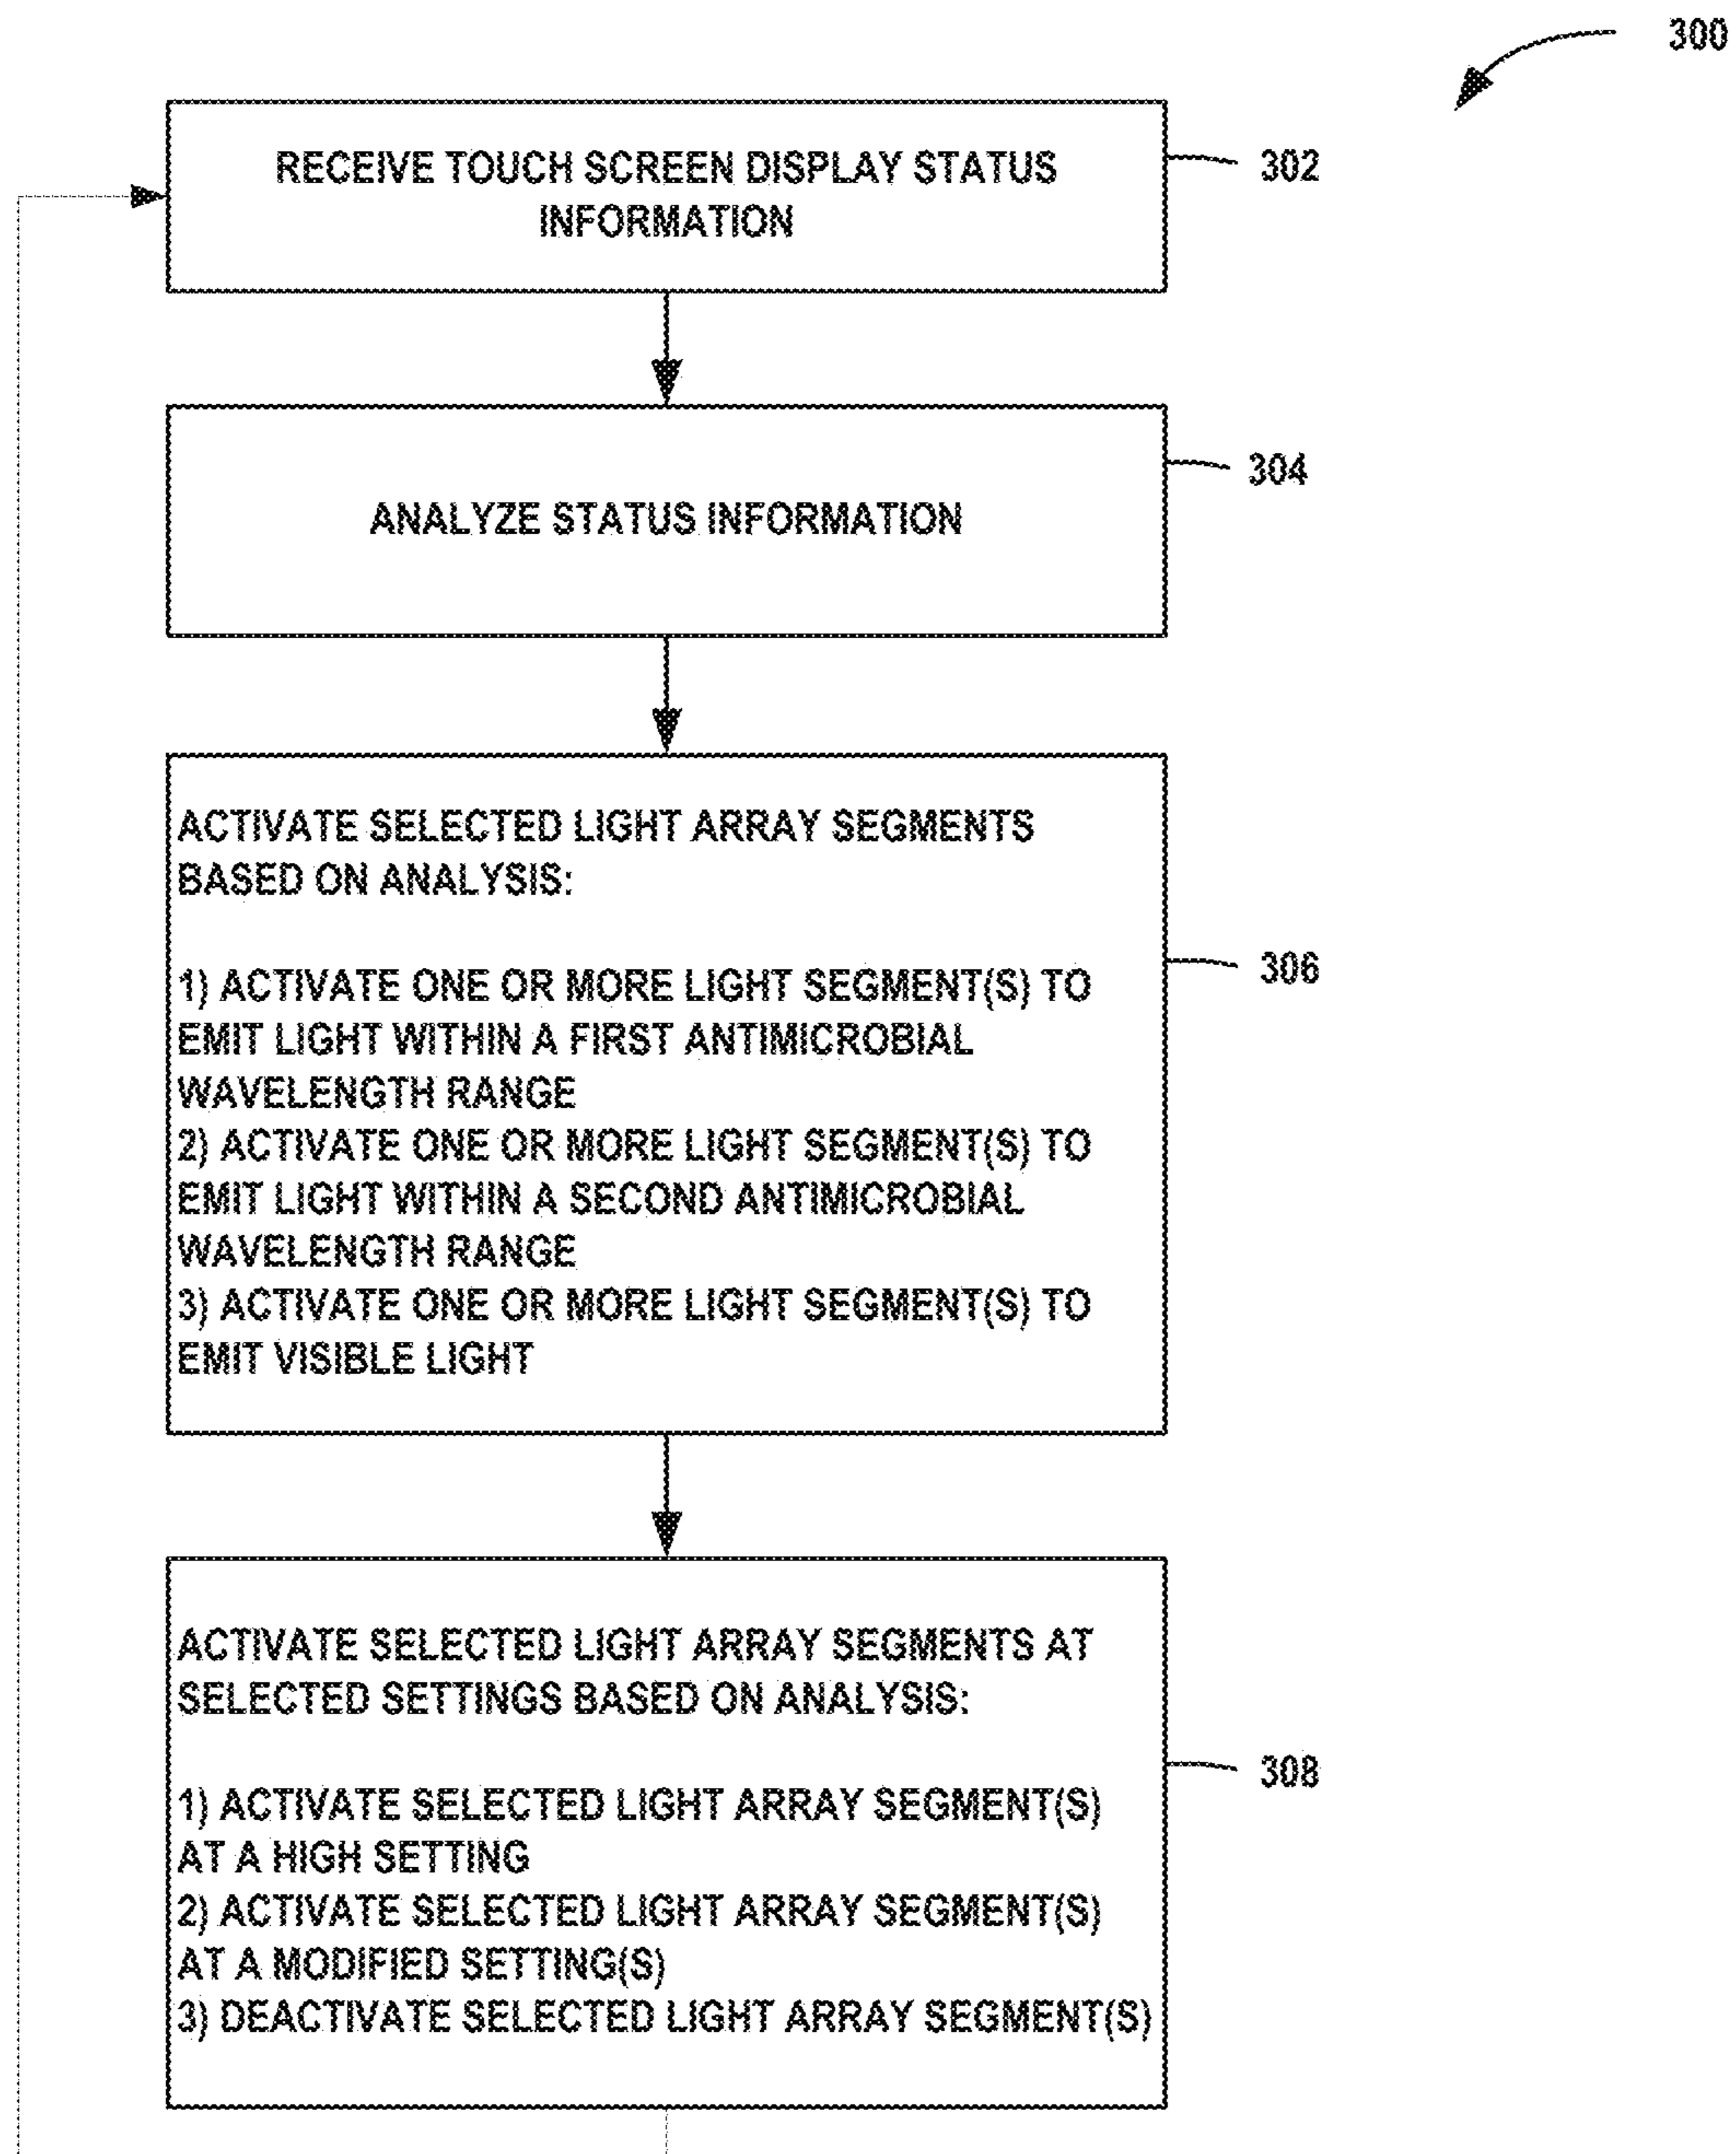 300
RECEIVE TOUCH SCREEN DISPLAY STATUS
INFORMATION
302
ANALYZE STATUS INFORMATION
304
ACTIVATE SELECTED LIGHT ARRAY SEGMENTS
BASED ON ANALYSIS:
1) ACTIVATE ONE OR MORE LIGHT SEGMENT(S) TO
EMIT LIGHT WITHIN A FIRST ANTIMICROBIAL
WAVELENGTH RANGE
2) ACTIVATE ONE OR MORE LIGHT SEGMENT(S) TO
EMIT LIGHT WITHIN A SECOND ANTIMICROBIAL
WAVELENGTH RANGE
3) ACTIVATE ONE OR MORE LIGHT SEGMENT(S) TO
EMIT VISIBLE LIGHT
306
ACTIVATE SELECTED LIGHT ARRAY SEGMENTS AT
SELECTED SETTINGS BASED ON ANALYSIS:
1) ACTIVATE SELECTED LIGHT ARRAY SEGMENT(S)
AT A HIGH SETTING
2) ACTIVATE SELECTED LIGHT ARRAY SEGMENT(S)
AT A MODIFIED SETTING(S)
3) DEACTIVATE SELECTED LIGHT ARRAY SEGMENT(S)
308